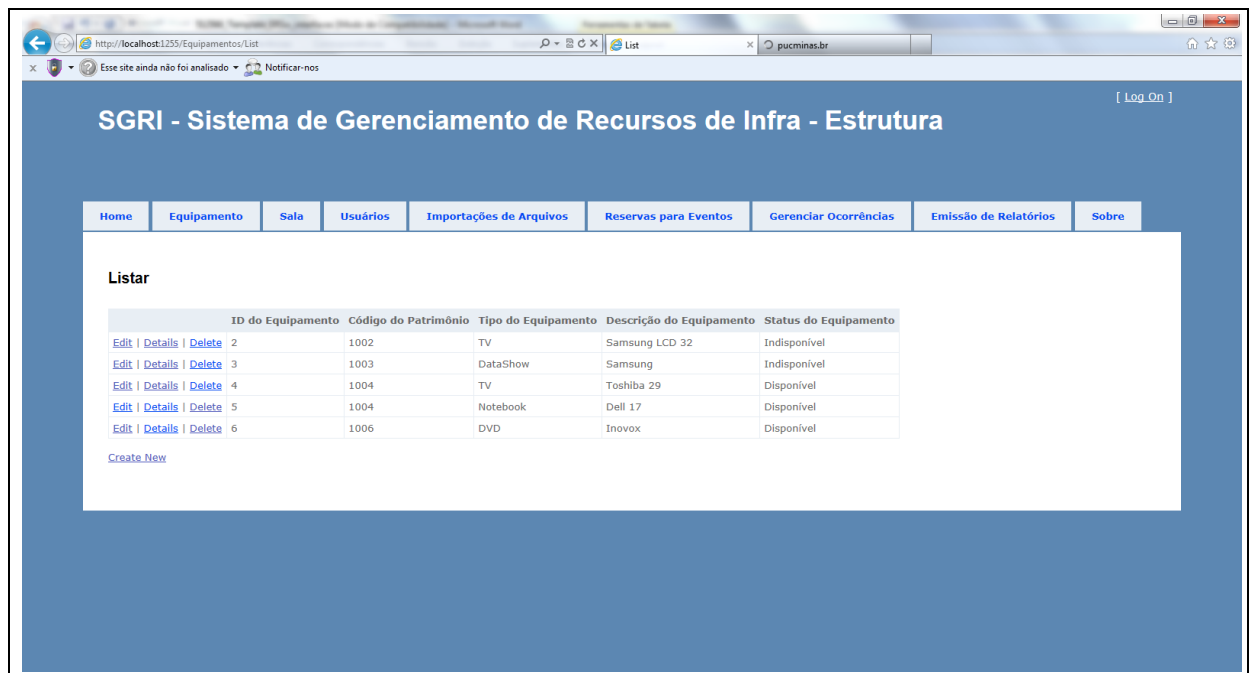 http://localhost:1255/Equipamentos/List
List
pucminas.br
Esse site ainda não foi analisado
Notificar-nos
[ Log On ]
SGRI - Sistema de Gerenciamento de Recursos de Infra - Estrutura
Home Equipamento Sala Usuários Importações de Arquivos Reservas para Eventos Gerenciar Ocorrências Emissão de Relatórios Sobre
Listar
ID do Equipamento Código do Patrimônio Tipo do Equipamento Descrição do Equipamento Status do Equipamento
Edit | Details | Delete 2 1002 TV Samsung LCD 32 Indisponível
Edit | Details | Delete 3 1003 DataShow Samsung Indisponível
Edit | Details | Delete 4 1004 TV Toshiba 29 Disponível
Edit | Details | Delete 5 1004 Notebook Dell 17 Disponível
Edit | Details | Delete 6 1006 DVD Inovox Disponível
Create New